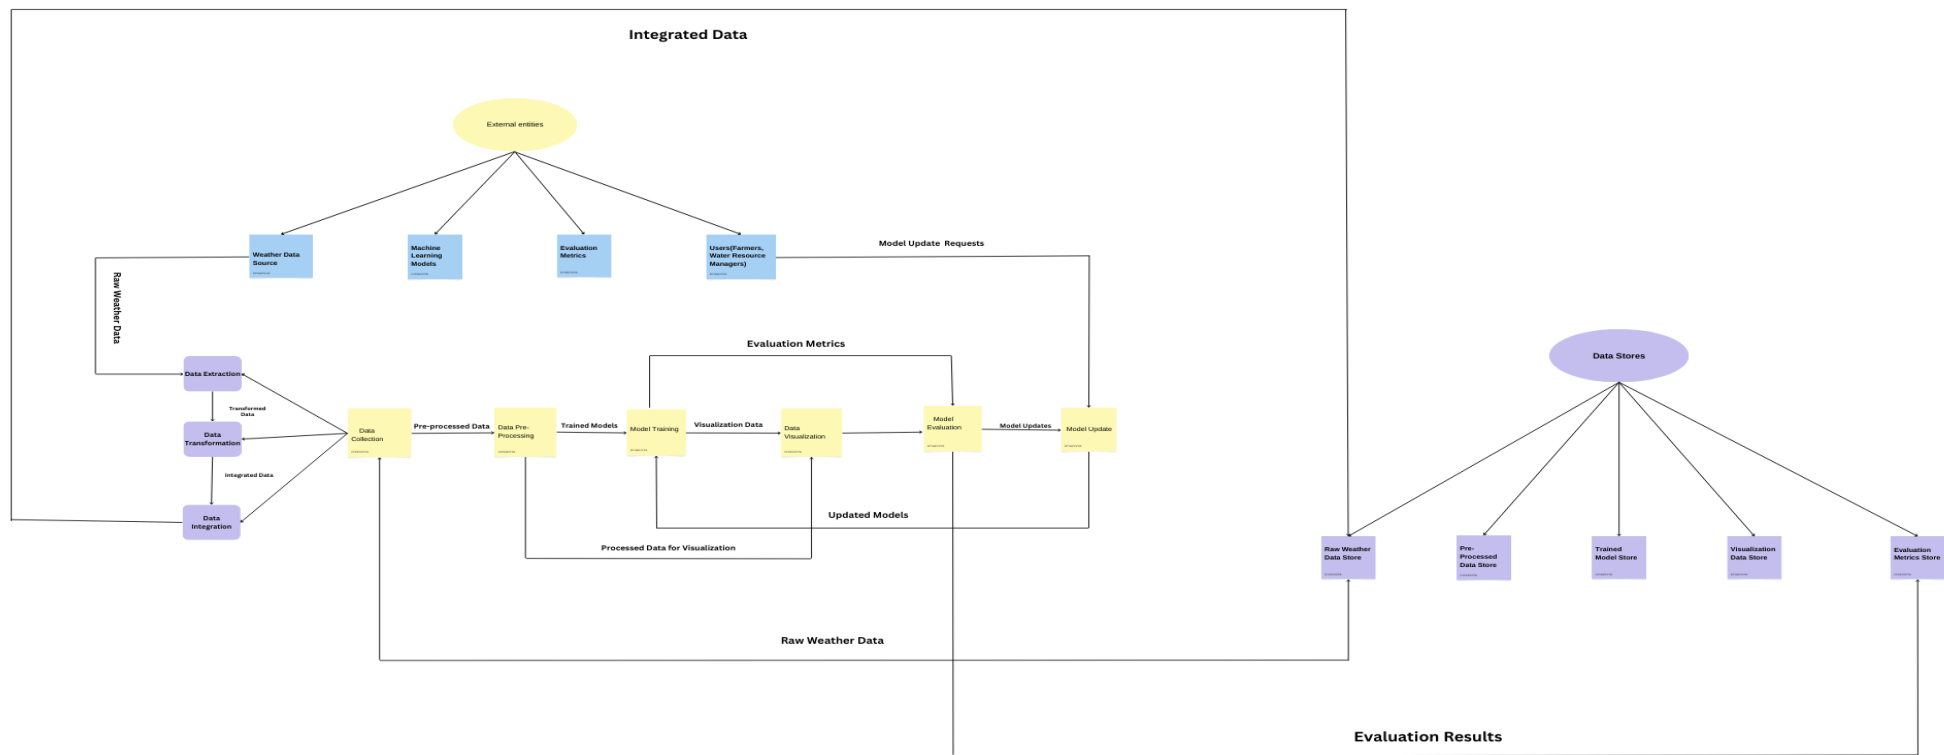 Integrated Data
External entities
Weather Data
Source
Machine
Learning
Models
Evaluation
Metrics
Users(Farmers,
Water Resource
Managers)
Model Update Requests
Raw Weather Data
Evaluation Metrics
Data Stores
Data Extraction
Transformed
Data
Data
Transformation
Integrated Data
Data
Integration
Data
Collection
Pre-processed Data
Data Pre-
Processing
Trained Models
Model Training
Visualization Data
Data
Visualization
Model
Evaluation
Model Updates
Model Update
Updated Models
Processed Data for Visualization
Raw Weather
Data Store
Pre-
Processed
Data Store
Trained
Model Store
Visualization
Data Store
Evaluation
Metrics Store
Raw Weather Data
Evaluation Results